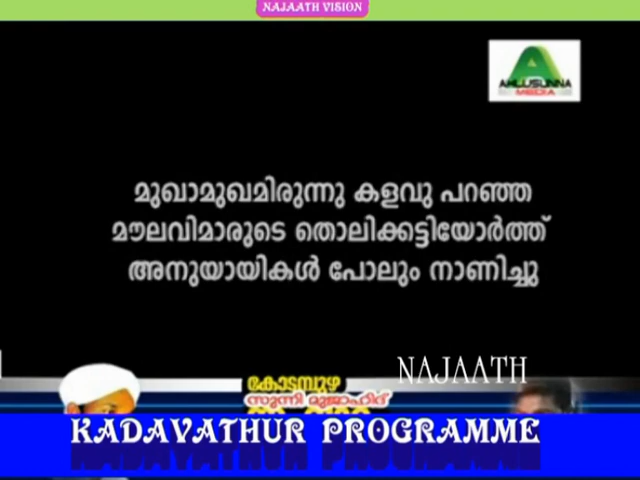 NAJAATH VISION
AHLUSUNNA
MEDIA
മുഖാമുഖമിരുന്നു കളവു പറഞ്ഞ
മൗലവിമാരുടെ തൊലിക്കട്ടിയോർത്ത്
അനുയായികൾ പോലും നാണിച്ചു
NAJAATH
കോടമ്പുഴ
സുന്നി മുജാഹിദ്
KADAVATHUR PROGRAMME